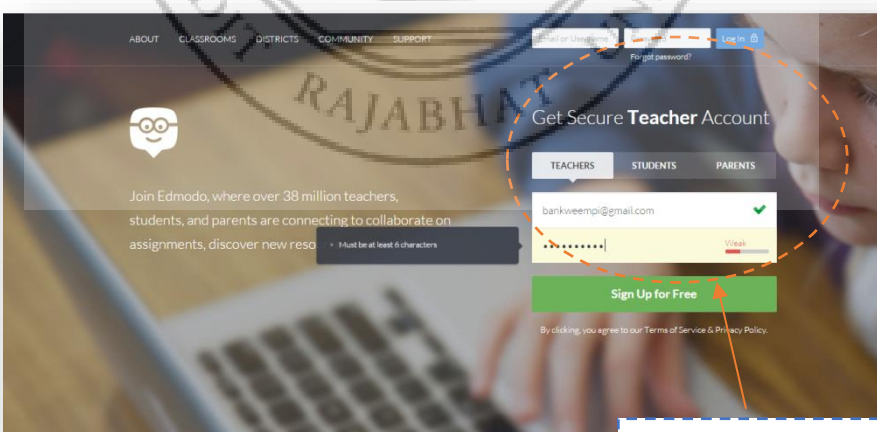 ABOUT CLASSROOMS DISTRICTS COMMUNITY SUPPORT
Email or Username Log In
Forgot password?
RAJABHAT
Get Secure Teacher Account
TEACHERS STUDENTS PARENTS
bankweempi@gmail.com
Weak
Join Edmodo, where over 38 million teachers,
students, and parents are connecting to collaborate on
assignments, discover new reso
Must be at least 6 characters
Sign Up for Free
By clicking, you agree to our Terms of Service & Privacy Policy.